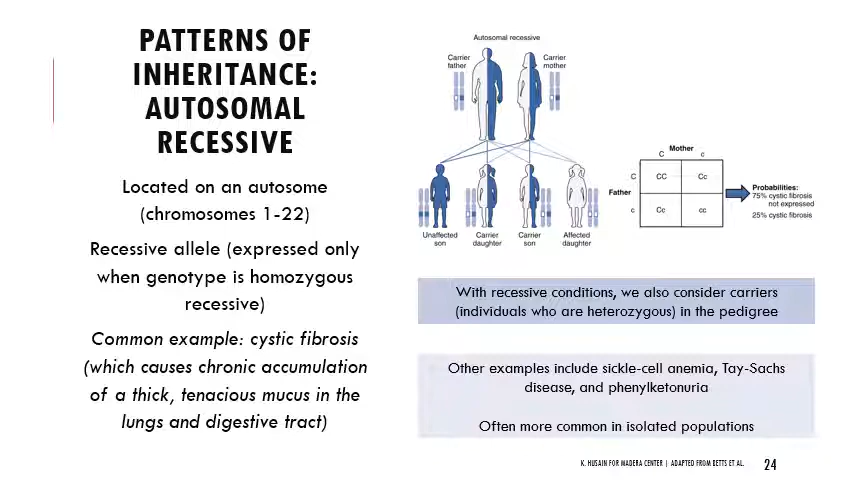 PATTERNS OF
INHERITANCE:
AUTOSOMAL
RECESSIVE
Located on an autosome
(chromosomes 1-22)
Recessive allele (expressed only
when genotype is homozygous
recessive)
Common example: cystic fibrosis
(which causes chronic accumulation
of a thick, tenacious mucus in the
lungs and digestive tract)
Autosomal recessive
Carrier
father
Carrier
mother
Unaffected
son
Carrier
daughter
Carrier
son
Affected
daughter
Mother
C c
Father
C CC Cc
c Cc cc
Probabilities:
75% cystic fibrosis
not expressed
25% cystic fibrosis
With recessive conditions, we also consider carriers
(individuals who are heterozygous) in the pedigree
Other examples include sickle-cell anemia, Tay-Sachs
disease, and phenylketonuria
Often more common in isolated populations
K. HUSAIN FOR MADERA CENTER | ADAPTED FROM BETTS ET AL.
24